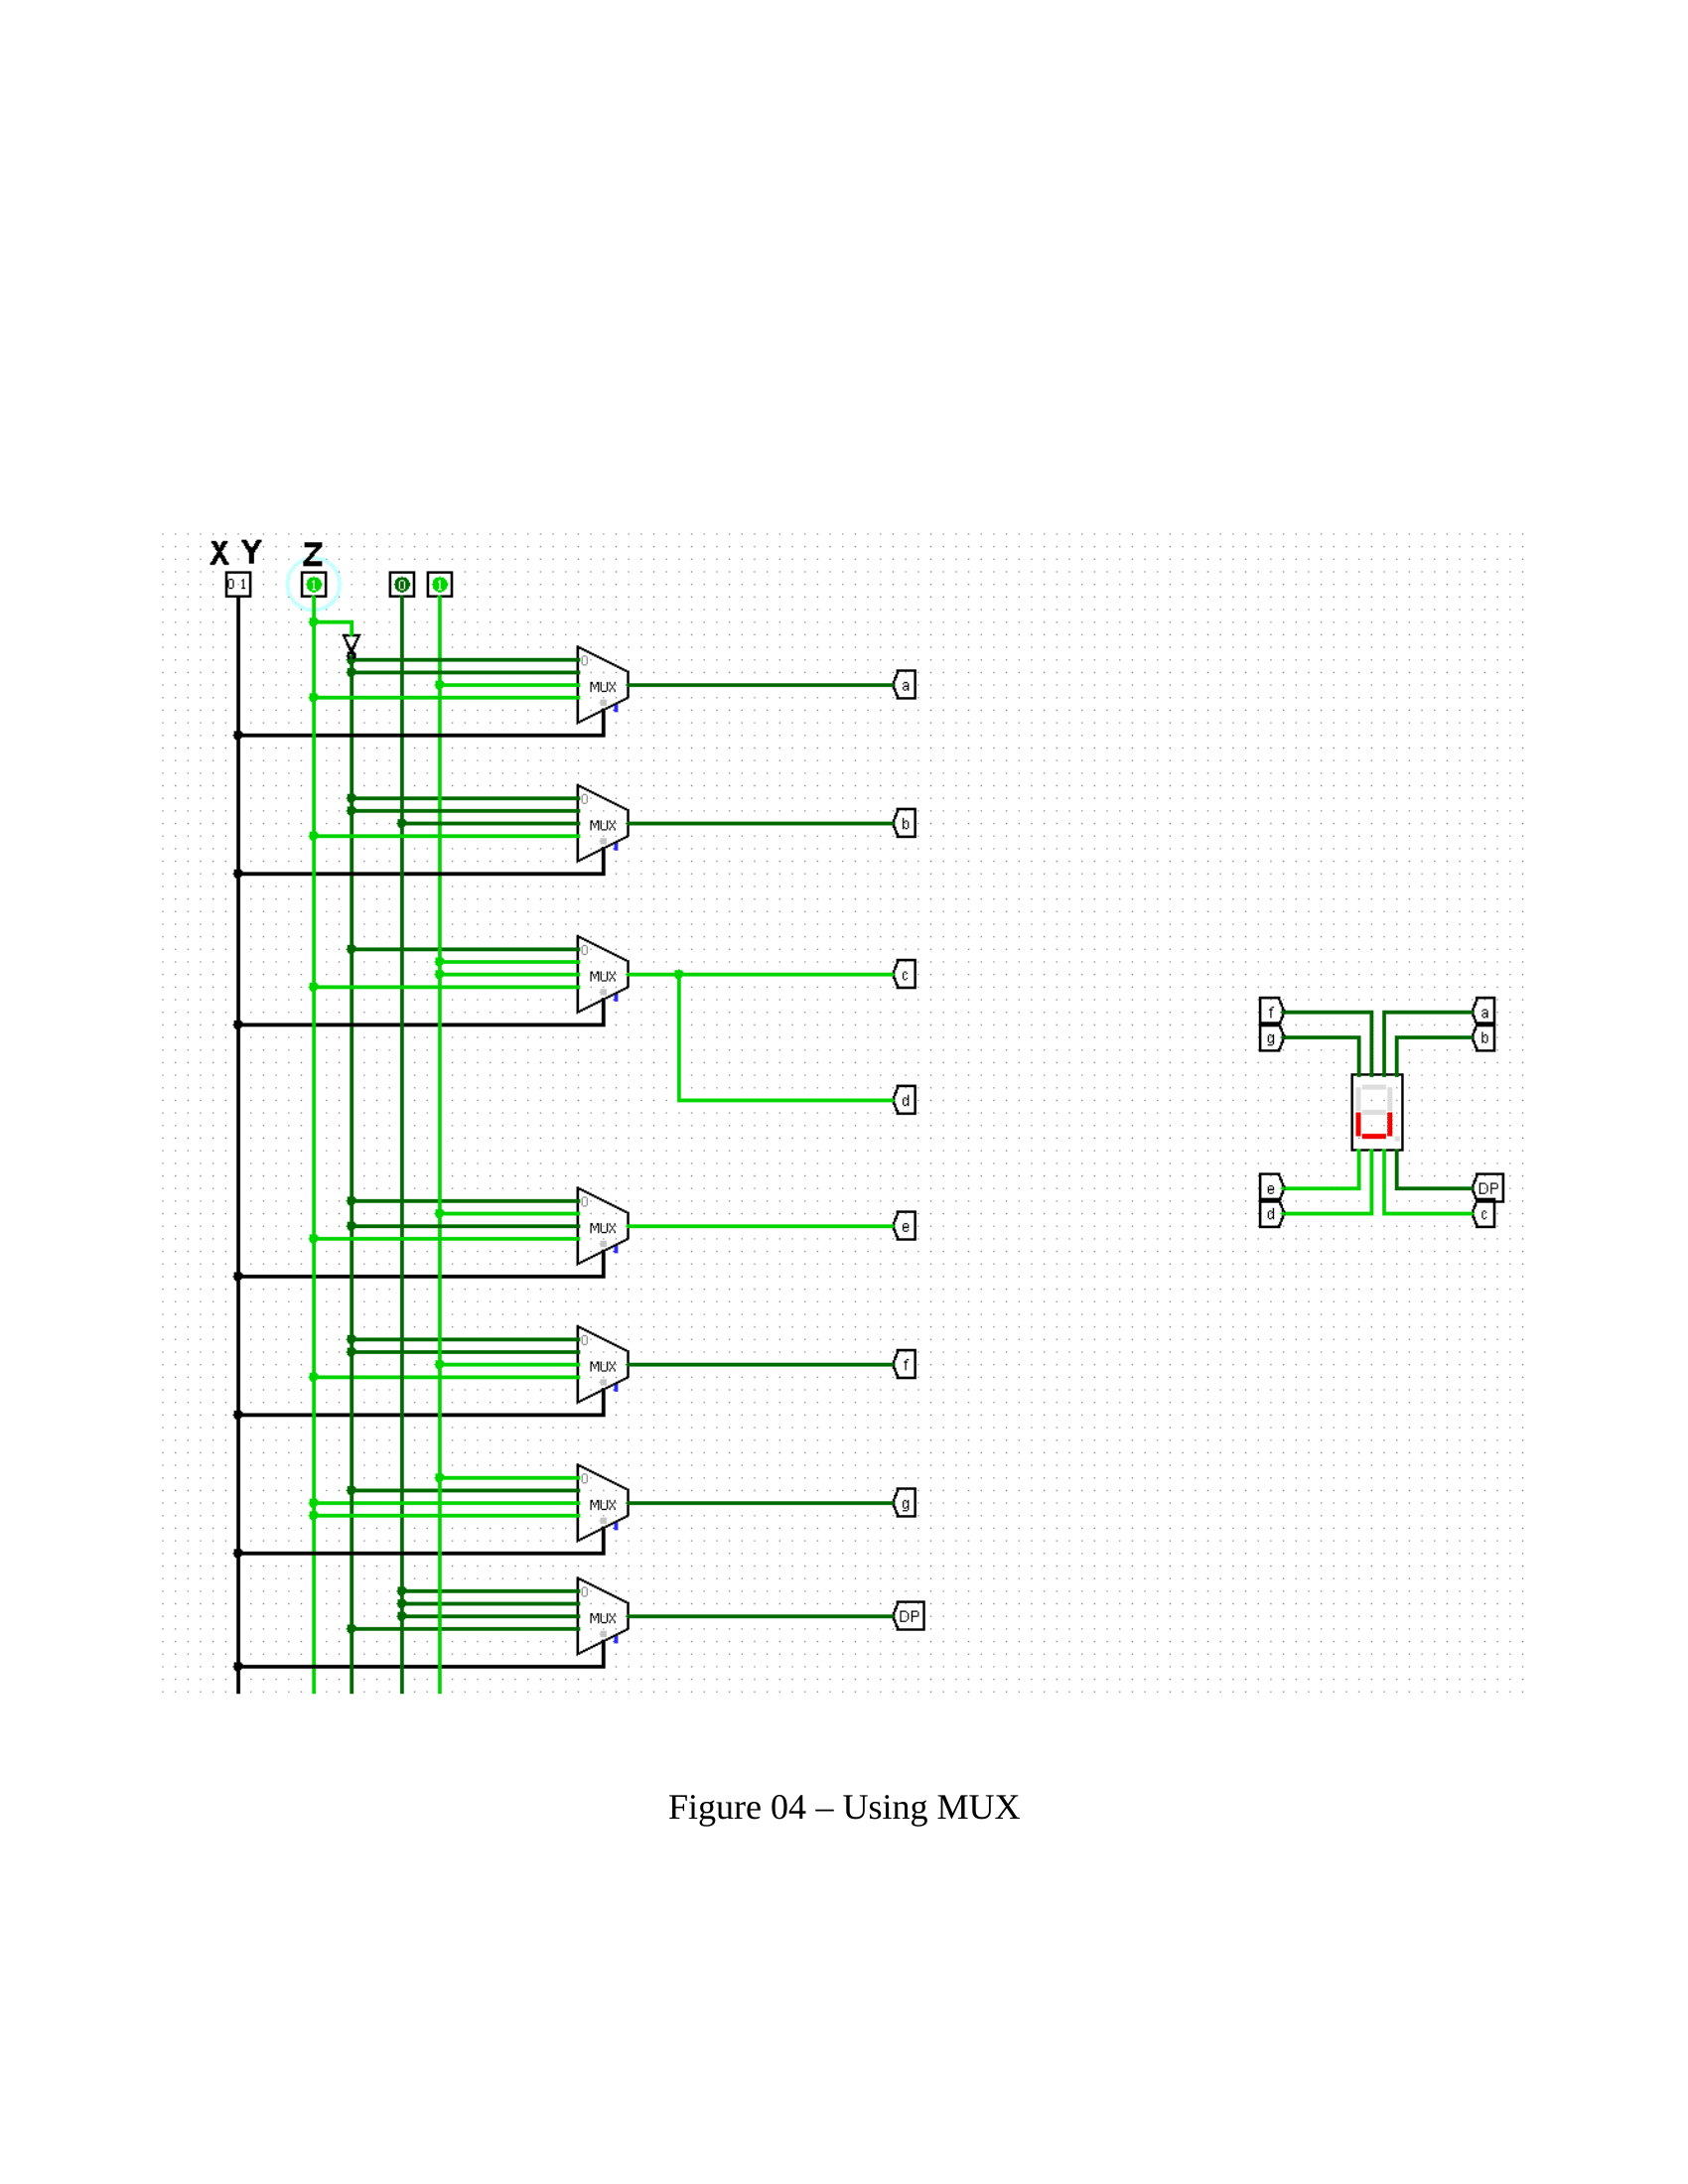 X Y Z
0 1 1 0 1
0
MUX a
0
MUX b
0
MUX c
f a
g b
d
e DP
d c
0
MUX e
0
MUX f
0
MUX g
0
MUX DP
Figure 04 – Using MUX